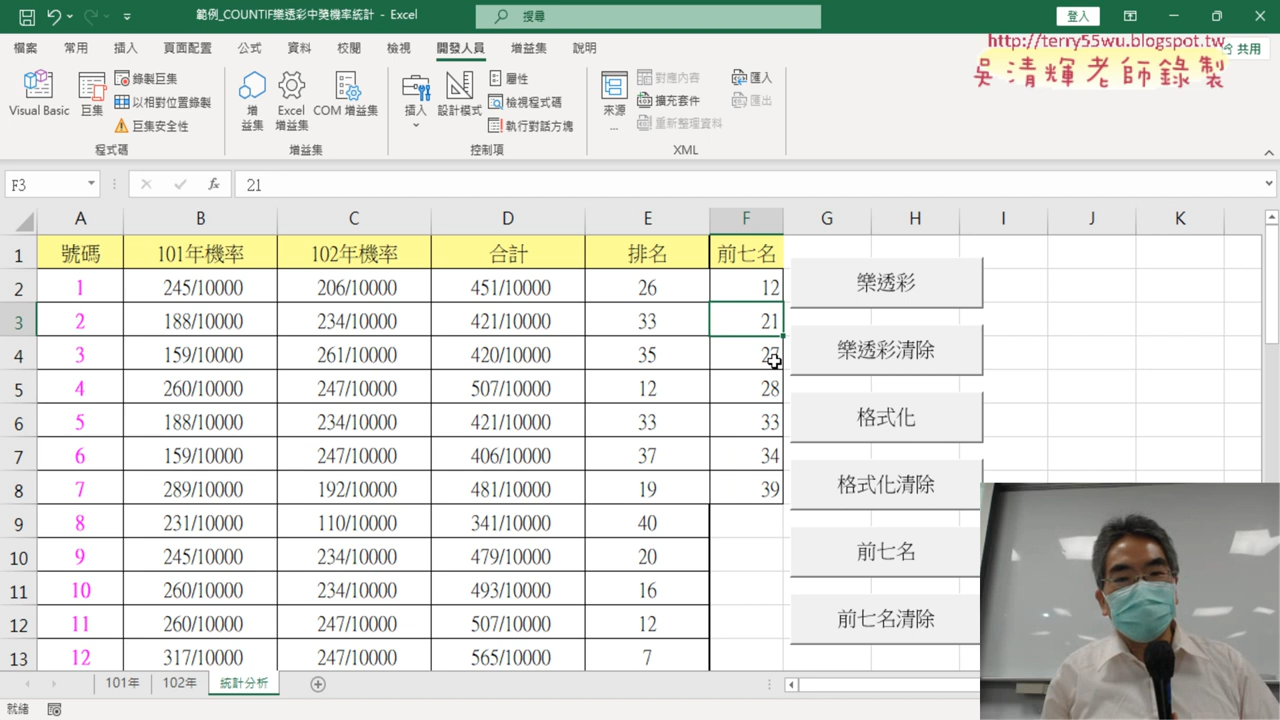 範例_COUNTIF樂透彩中獎機率統計 - Excel
搜尋
登入
檔案 常用 插入 頁面配置 公式 資料 校閱 檢視 開發人員 增益集 說明
http://terry55wu.blogspot.tw
共用
吳清輝老師錄製
Visual Basic
巨集
錄製巨集
以相對位置錄製
巨集安全性
程式碼
增益集
Excel 增益集
COM 增益集
增益集
插入
設計模式
屬性
檢視程式碼
執行對話方塊
控制項
來源
...
對應內容
擴充套件
重新整理資料
匯入
匯出
XML
F3 fx 21
A B C D E F G H I J K
1 號碼 101年機率 102年機率 合計 排名 前七名
2 1 245/10000 206/10000 451/10000 26 12
3 2 188/10000 234/10000 421/10000 33 21
4 3 159/10000 261/10000 420/10000 35 27
5 4 260/10000 247/10000 507/10000 12 28
6 5 188/10000 234/10000 421/10000 33 33
7 6 159/10000 247/10000 406/10000 37 34
8 7 289/10000 192/10000 481/10000 19 39
9 8 231/10000 110/10000 341/10000 40
10 9 245/10000 234/10000 479/10000 20
11 10 260/10000 234/10000 493/10000 16
12 11 260/10000 247/10000 507/10000 12
13 12 317/10000 247/10000 565/10000 7
樂透彩
樂透彩清除
格式化
格式化清除
前七名
前七名清除
101年 102年 統計分析
就緒